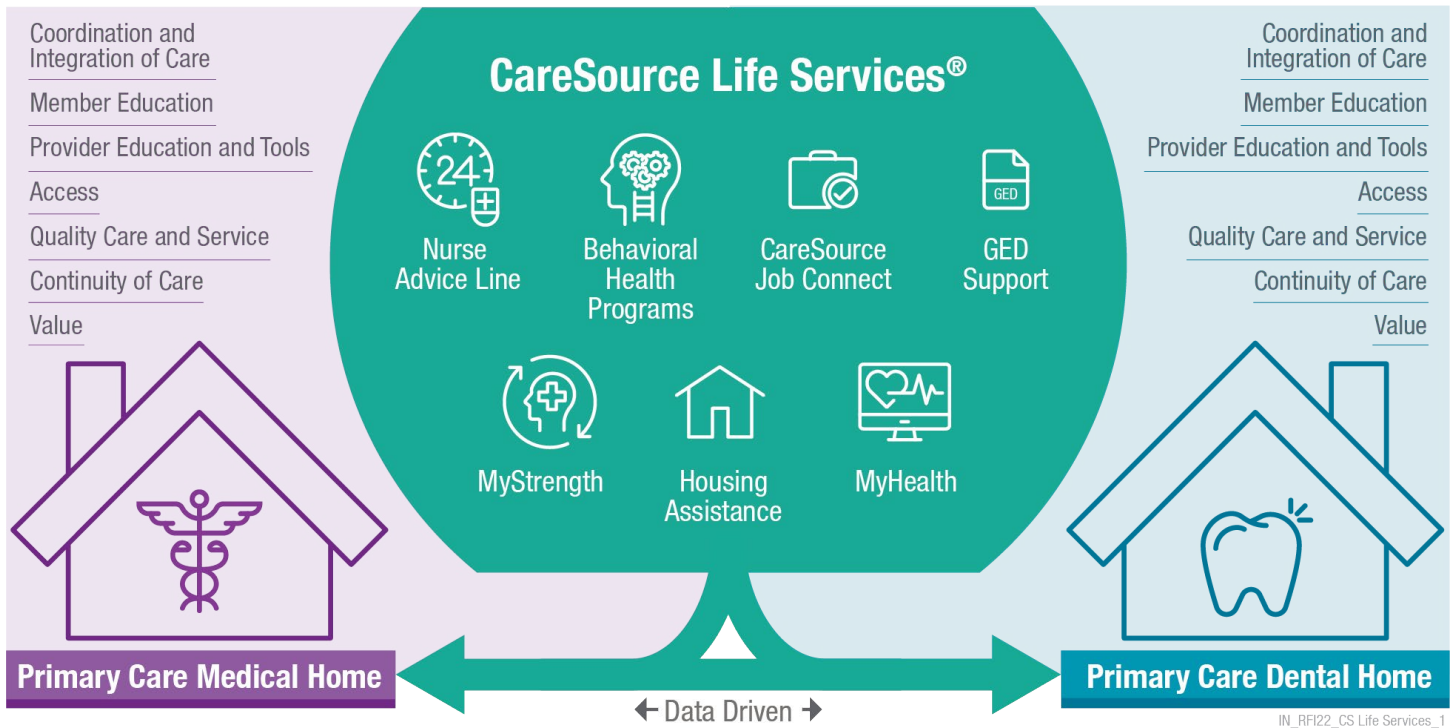 Coordination and
Integration of Care
Member Education
Provider Education and Tools
Access
Quality Care and Service
Continuity of Care
Value
Primary Care Medical Home
CareSource Life Services®
24
Nurse
Advice Line
Behavioral
Health
Programs
CareSource
Job Connect
GED
GED
Support
MyStrength
Housing
Assistance
MyHealth
← Data Driven →
Coordination and
Integration of Care
Member Education
Provider Education and Tools
Access
Quality Care and Service
Continuity of Care
Value
Primary Care Dental Home
IN_RFI22_CS Life Services_1